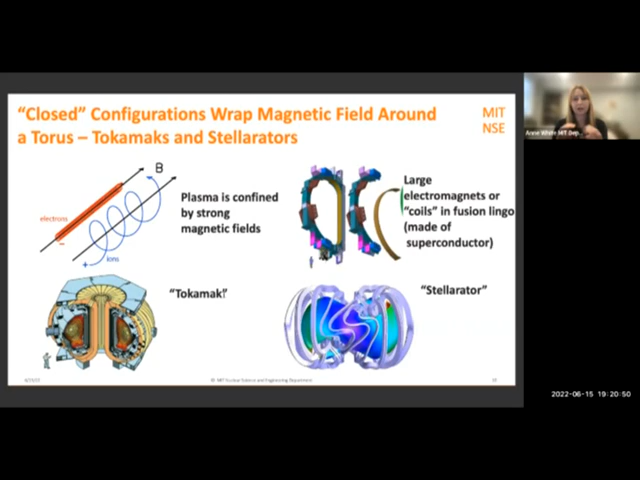 “Closed” Configurations Wrap Magnetic Field Around
a Torus – Tokamaks and Stellarators
MIT
NSE
B
electrons
−
+
ions
Plasma is confined
by strong
magnetic fields
Large
electromagnets or
“coils” in fusion lingo
(made of
superconductor)
“Tokamak”
“Stellarator”
MIT Nuclear Science and Engineering Department
Anne White MIT Dep...
2022-06-15 19:20:50